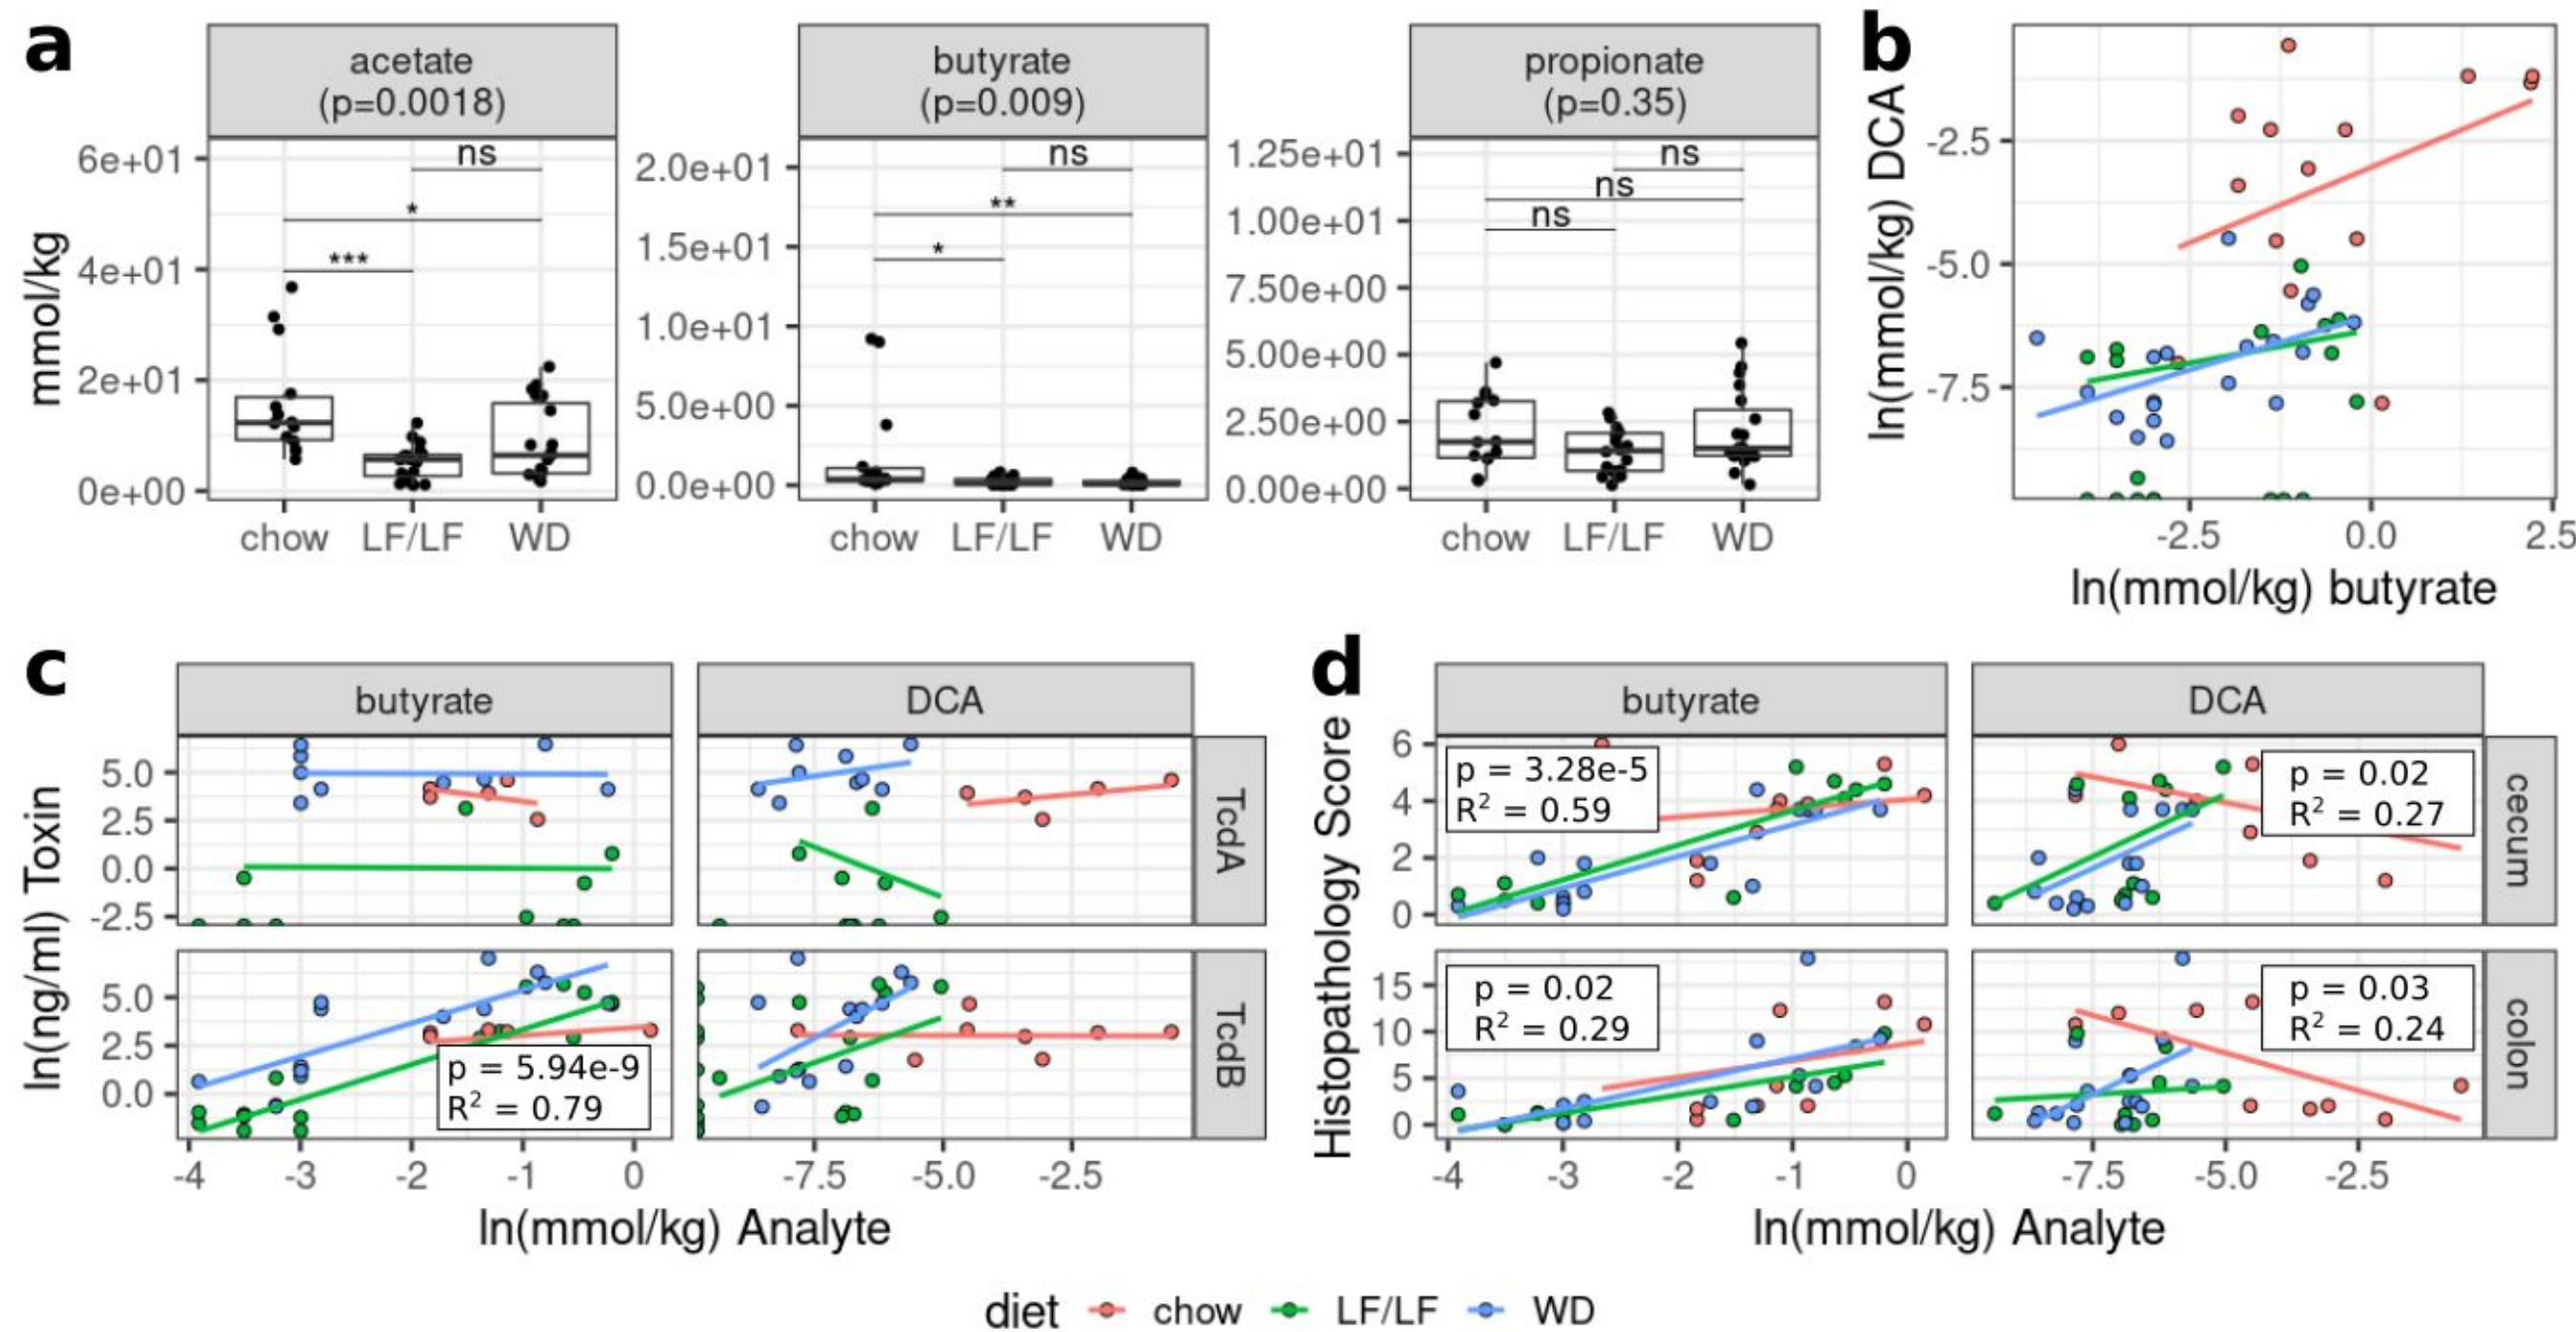 a
acetate
(p=0.0018)
mmol/kg
6e+01
4e+01
2e+01
0e+00
ns
*
***
chow LF/LF WD
butyrate
(p=0.009)
2.0e+01
1.5e+01
1.0e+01
5.0e+00
0.0e+00
ns
**
*
chow LF/LF WD
propionate
(p=0.35)
1.25e+01
1.00e+01
7.50e+00
5.00e+00
2.50e+00
0.00e+00
ns
ns
ns
chow LF/LF WD
b
ln(mmol/kg) DCA
-2.5
-5.0
-7.5
-2.5 0.0 2.5
ln(mmol/kg) butyrate
c
butyrate DCA
ln(ng/ml) Toxin
5.0
2.5
0.0
-2.5
TcdA
5.0
2.5
0.0
p = 5.94e-9
R² = 0.79
TcdB
-4 -3 -2 -1 0 -7.5 -5.0 -2.5
ln(mmol/kg) Analyte
d
butyrate DCA
Histopathology Score
6
4
2
0
p = 3.28e-5
R² = 0.59
p = 0.02
R² = 0.27
cecum
15
10
5
0
p = 0.02
R² = 0.29
p = 0.03
R² = 0.24
colon
-4 -3 -2 -1 0 -7.5 -5.0 -2.5
ln(mmol/kg) Analyte
diet chow LF/LF WD